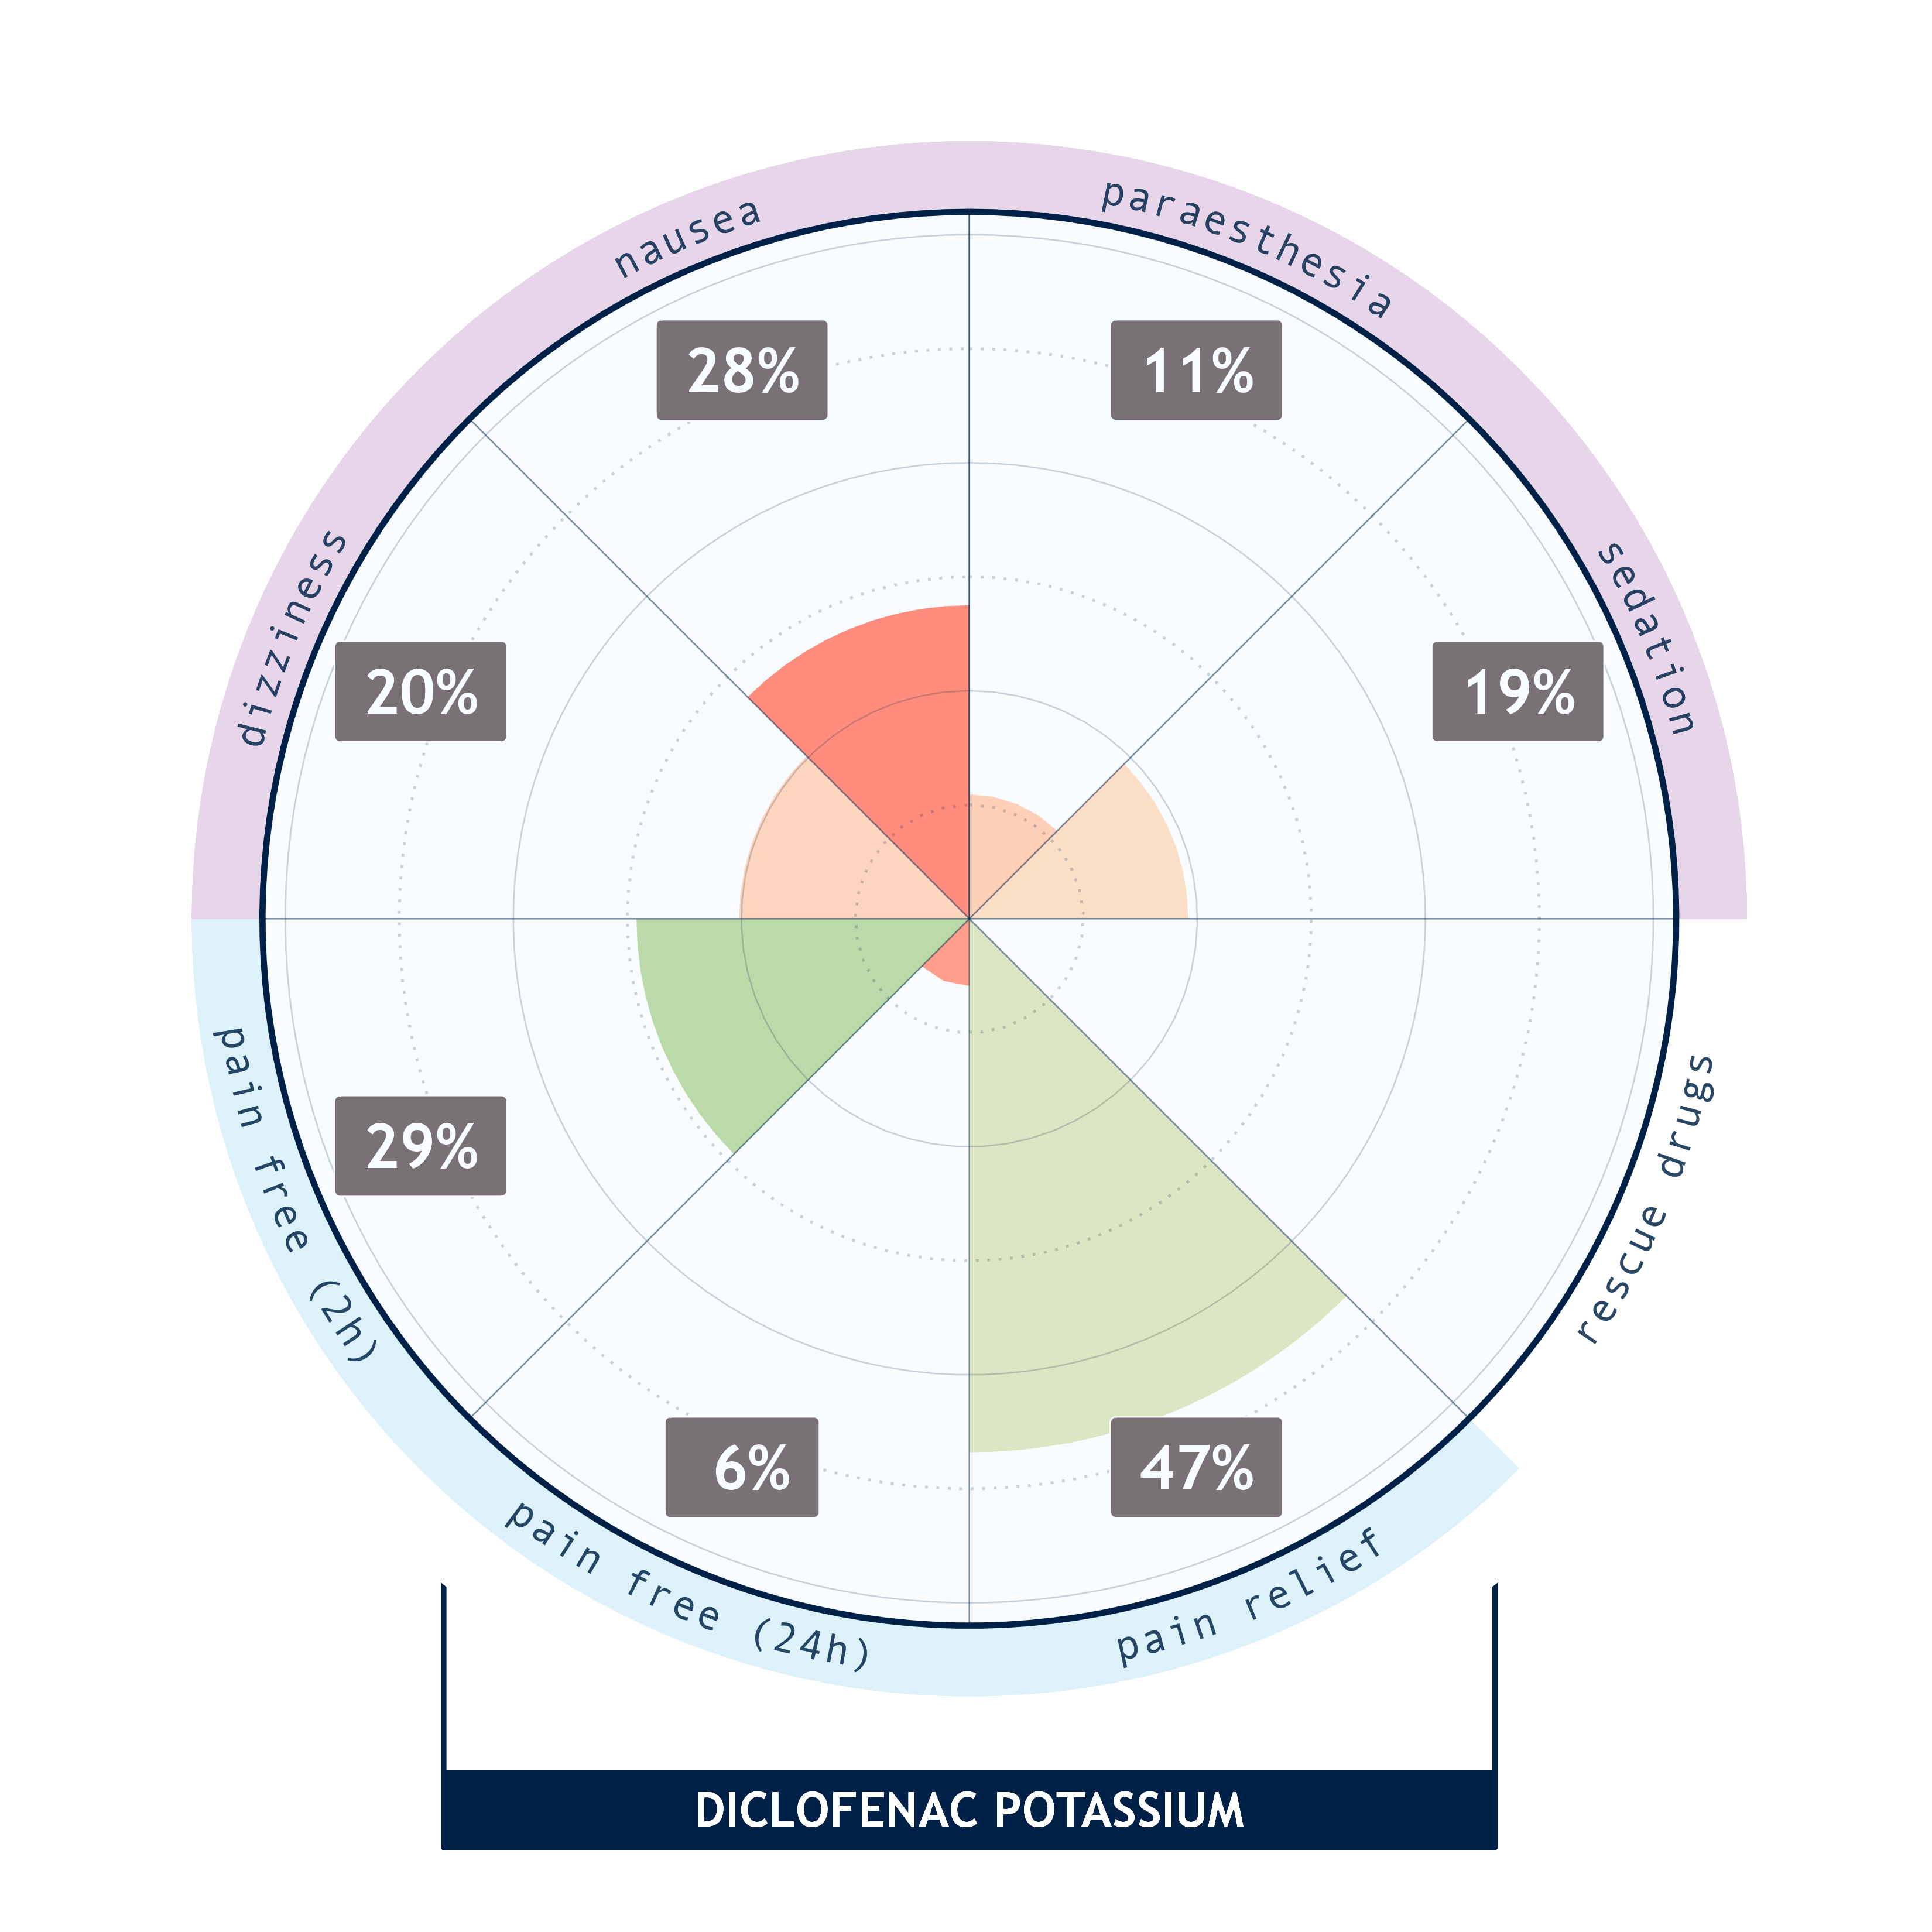 nausea
paraesthesia
28%
11%
dizziness
sedation
20%
19%
pain free (2h)
rescue drugs
29%
6%
47%
pain free (24h)
pain relief
DICLOFENAC POTASSIUM